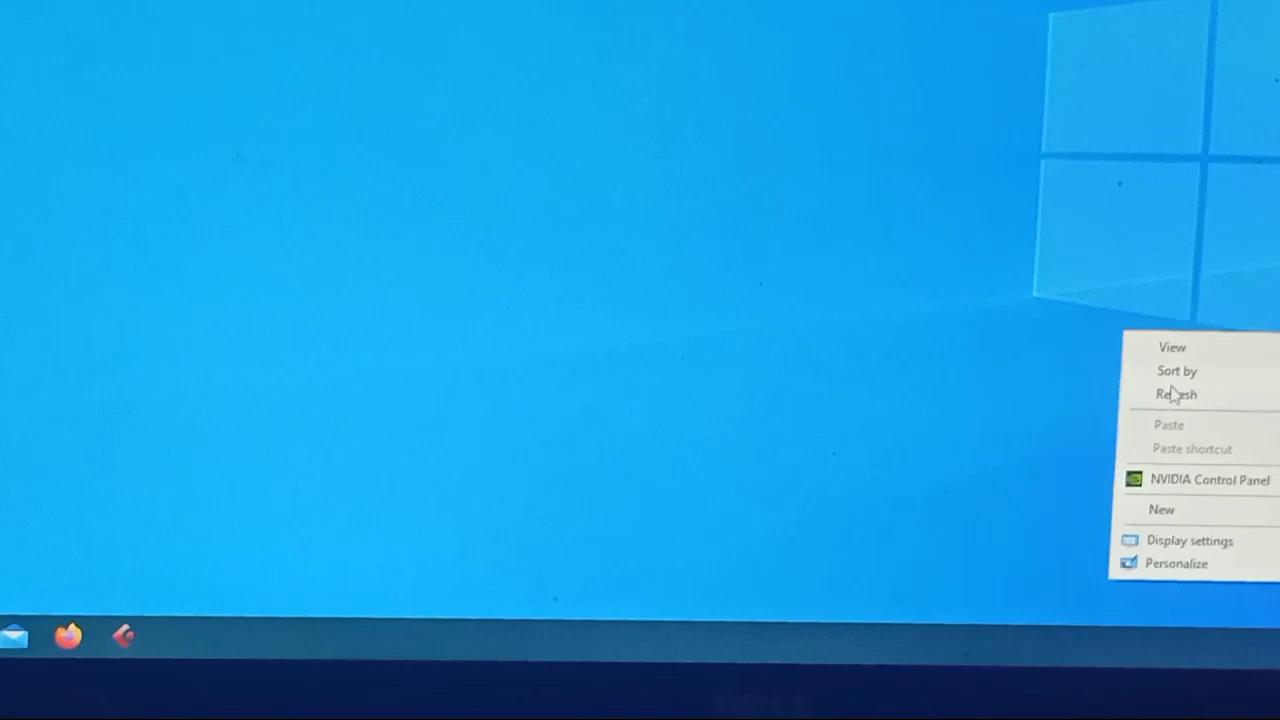 View
Sort by
Refresh
Paste
Paste shortcut
NVIDIA Control Panel
New
Display settings
Personalize